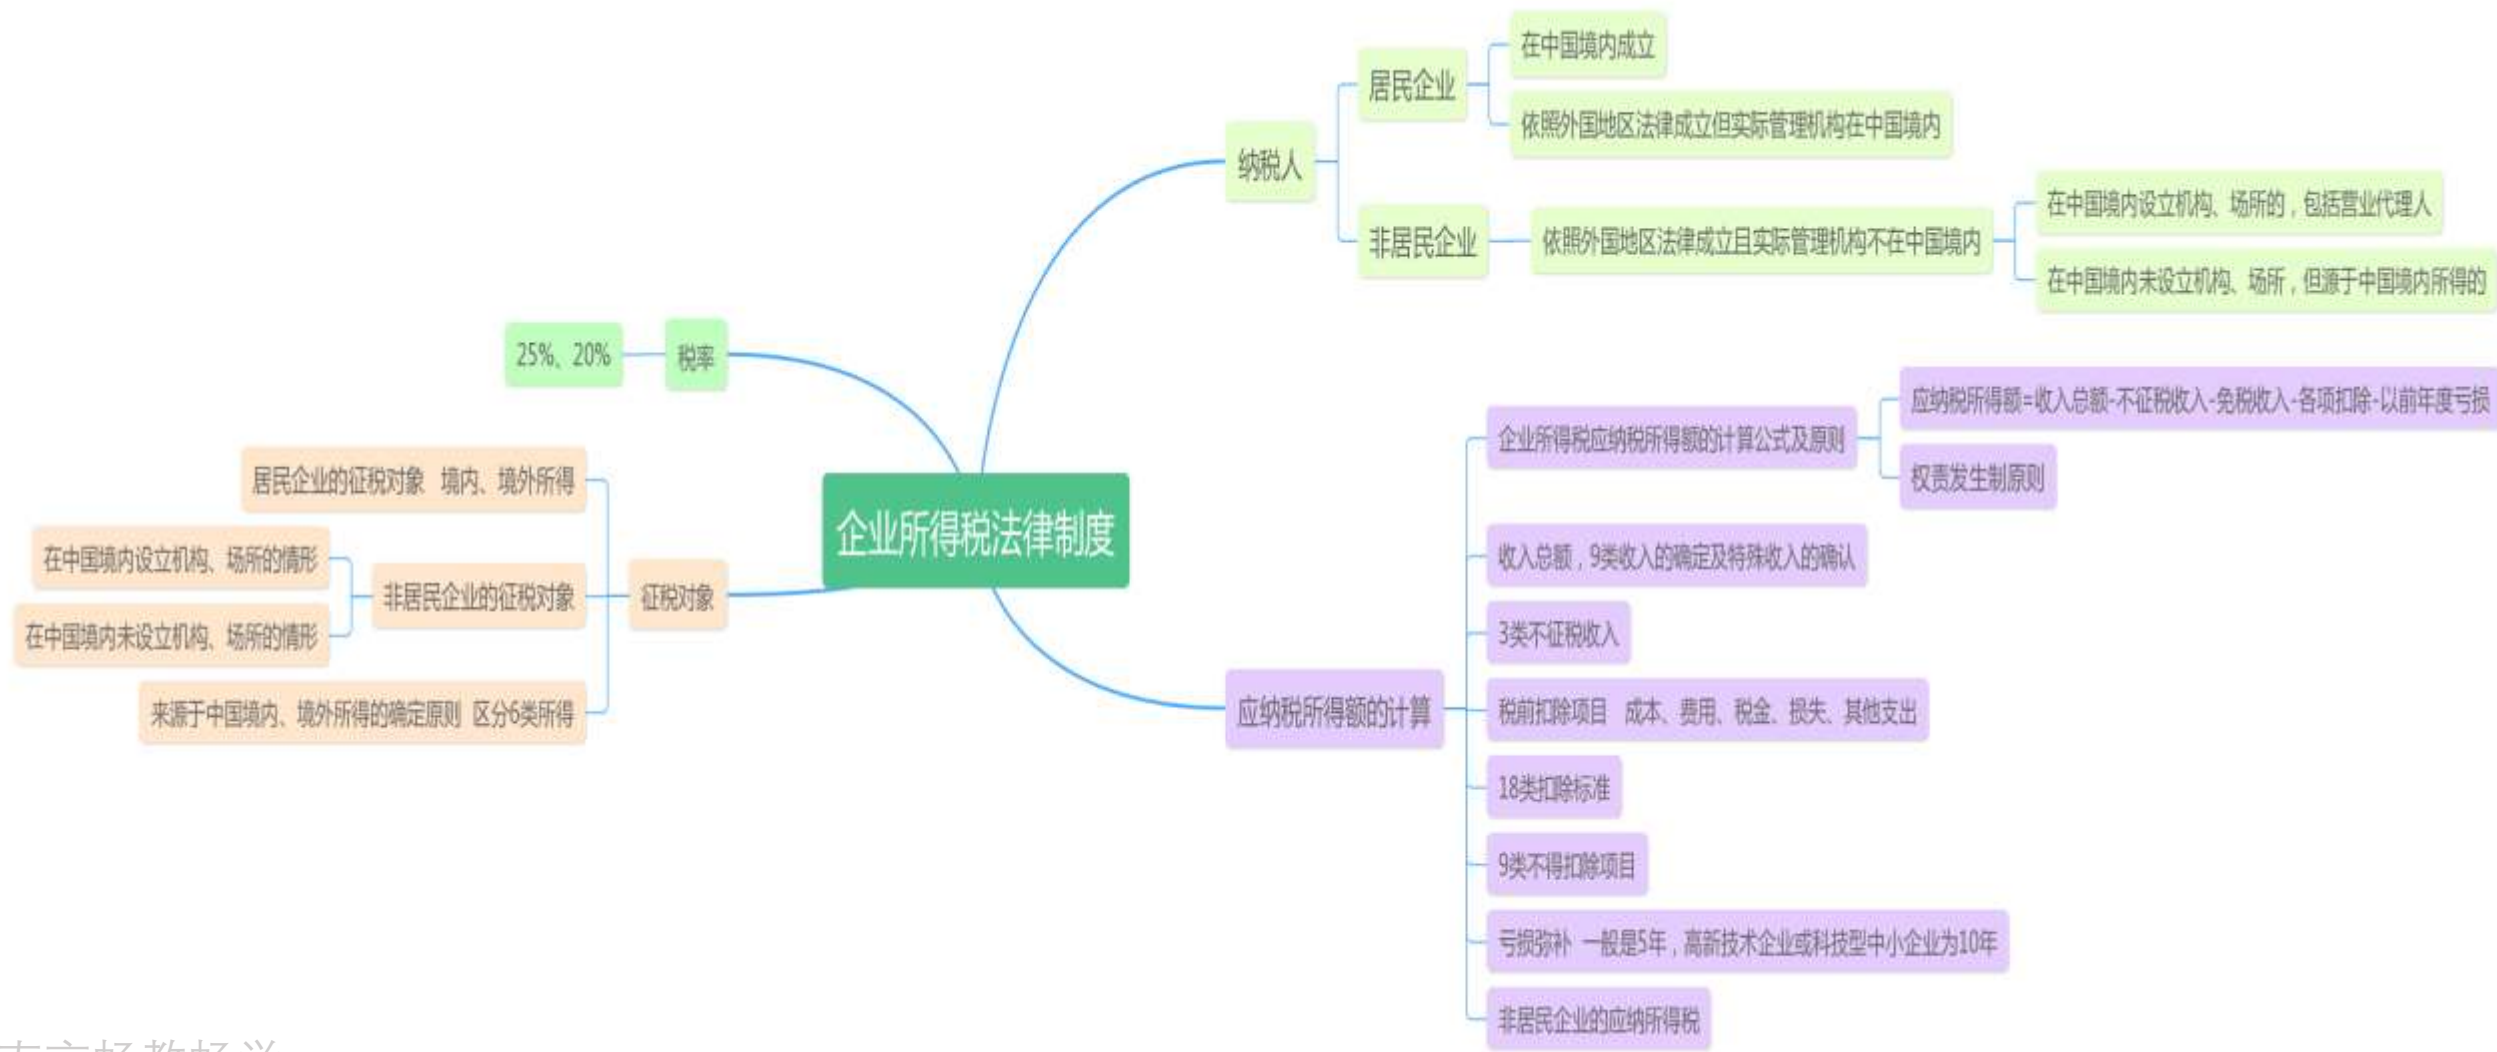 企业所得税法律制度
纳税人
居民企业
在中国境内成立
依照外国地区法律成立但实际管理机构在中国境内
非居民企业
依照外国地区法律成立且实际管理机构不在中国境内
在中国境内设立机构、场所的，包括营业代理人
在中国境内未设立机构、场所，但源于中国境内所得的
税率
25%、20%
征税对象
居民企业的征税对象 境内、境外所得
非居民企业的征税对象
在中国境内设立机构、场所的情形
在中国境内未设立机构、场所的情形
来源于中国境内、境外所得的确定原则 区分6类所得
应纳税所得额的计算
企业所得税应纳税所得额的计算公式及原则
应纳税所得额=收入总额-不征税收入-免税收入-各项扣除-以前年度亏损
权责发生制原则
收入总额，9类收入的确定及特殊收入的确认
3类不征税收入
税前扣除项目 成本、费用、税金、损失、其他支出
18类扣除标准
9类不得扣除项目
亏损弥补 一般是5年，高新技术企业或科技型中小企业为10年
非居民企业的应纳所得税